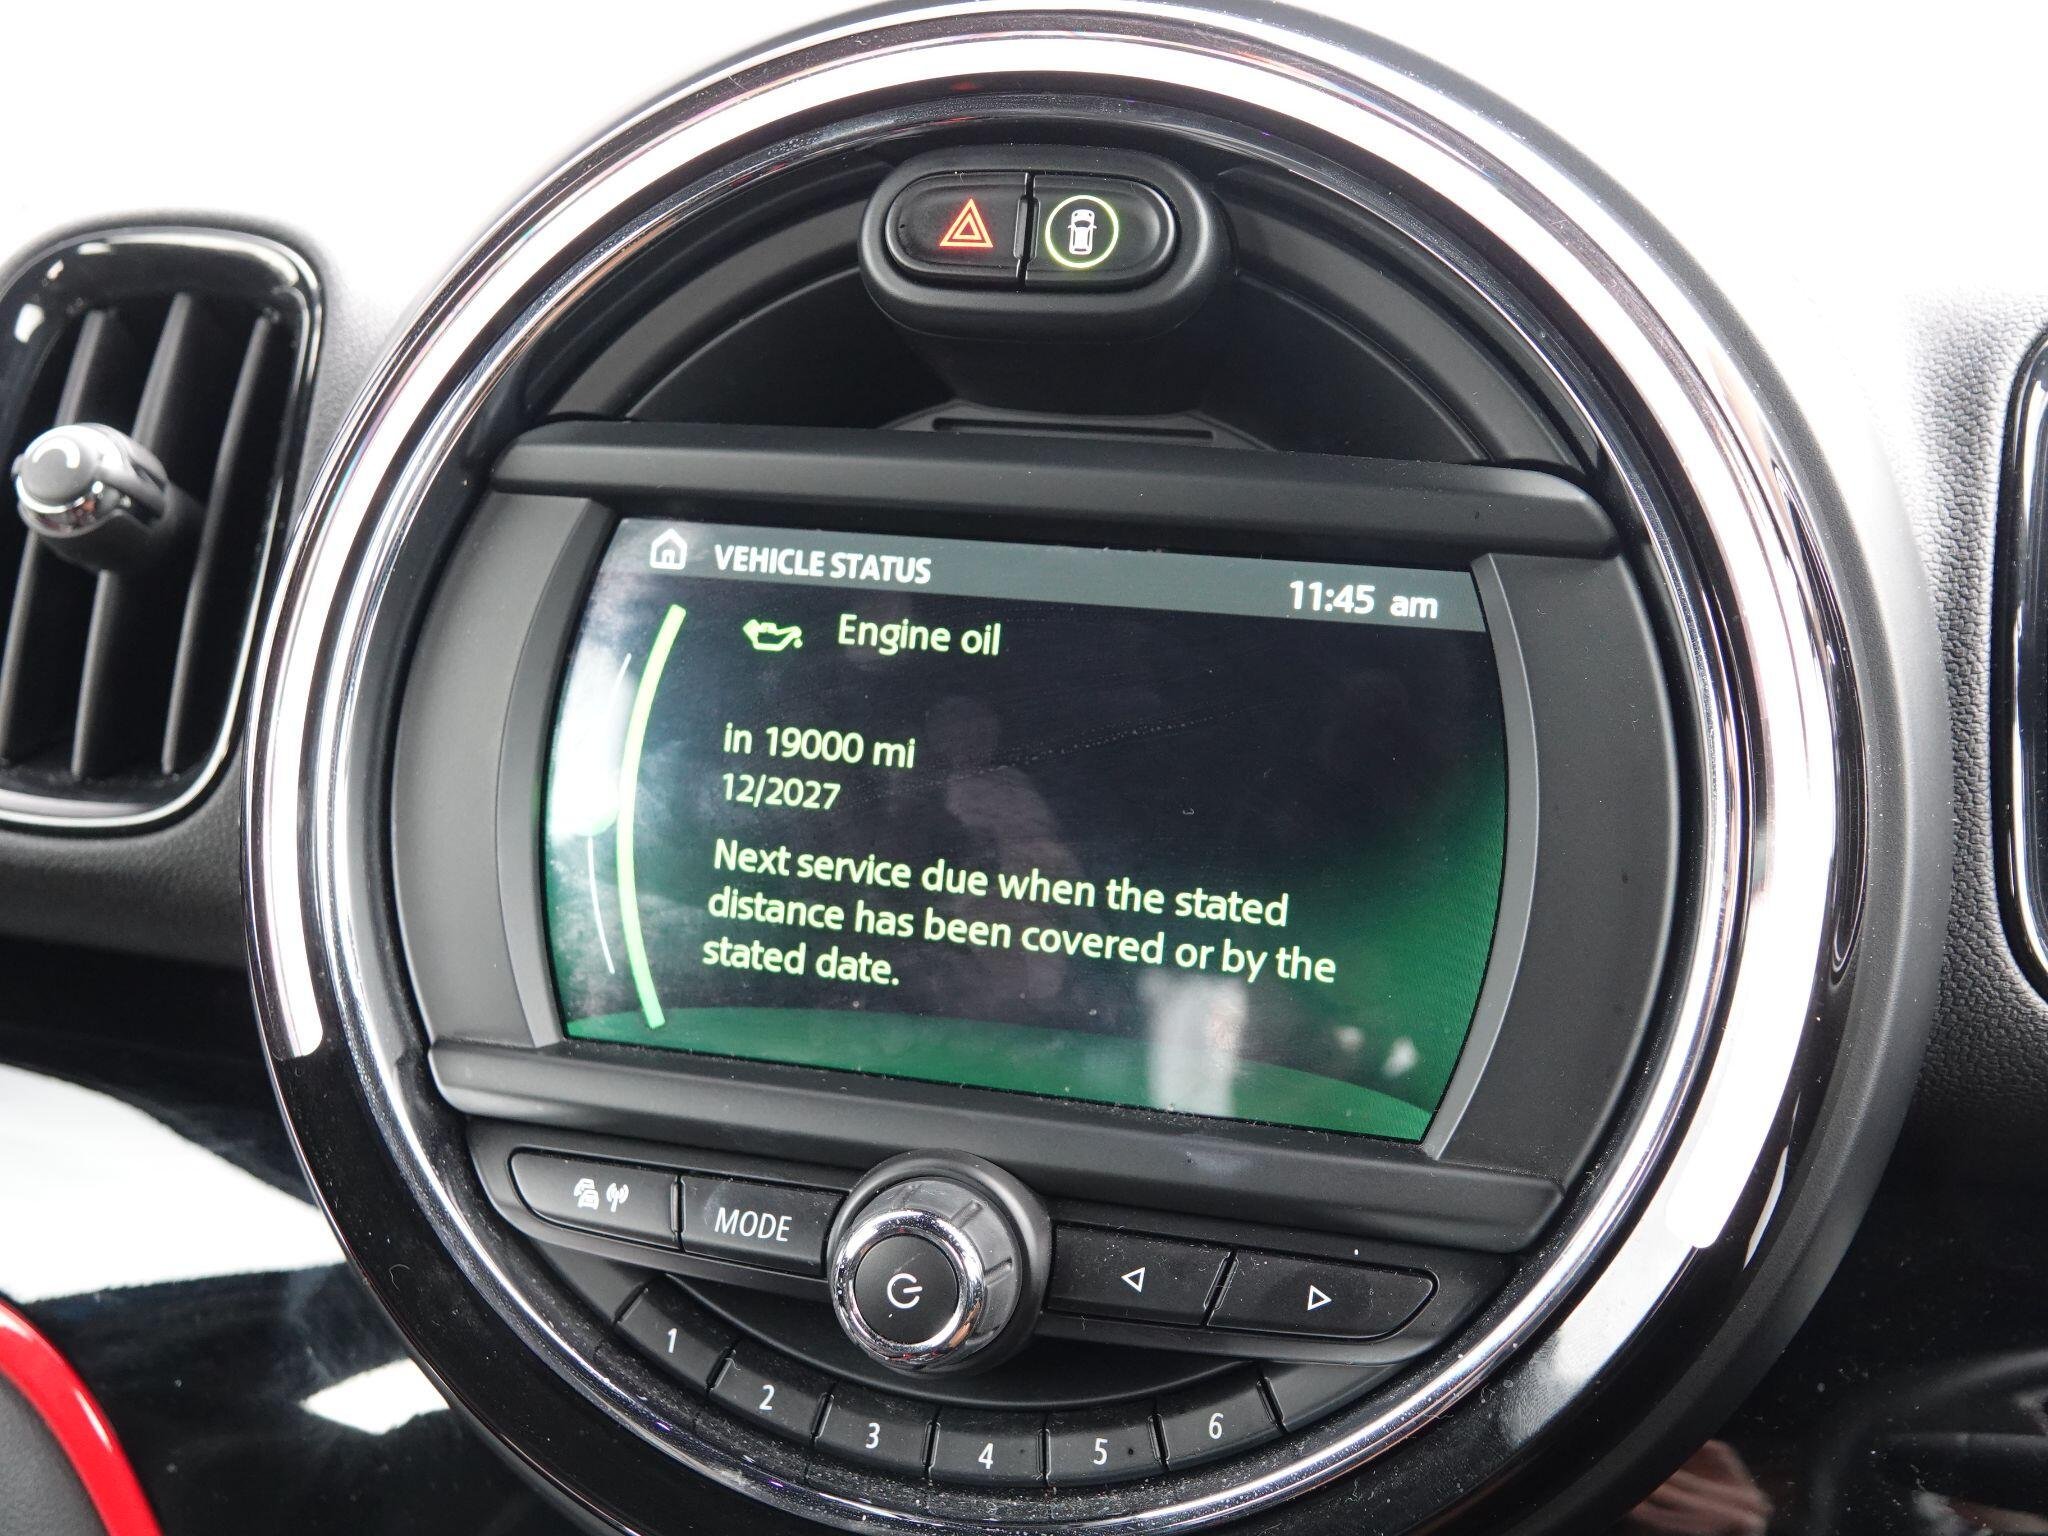 VEHICLE STATUS
11:45 am
Engine oil
in 19000 mi
12/2027
Next service due when the stated
distance has been covered or by the
stated date.
MODE
1
2
3
4
5
6